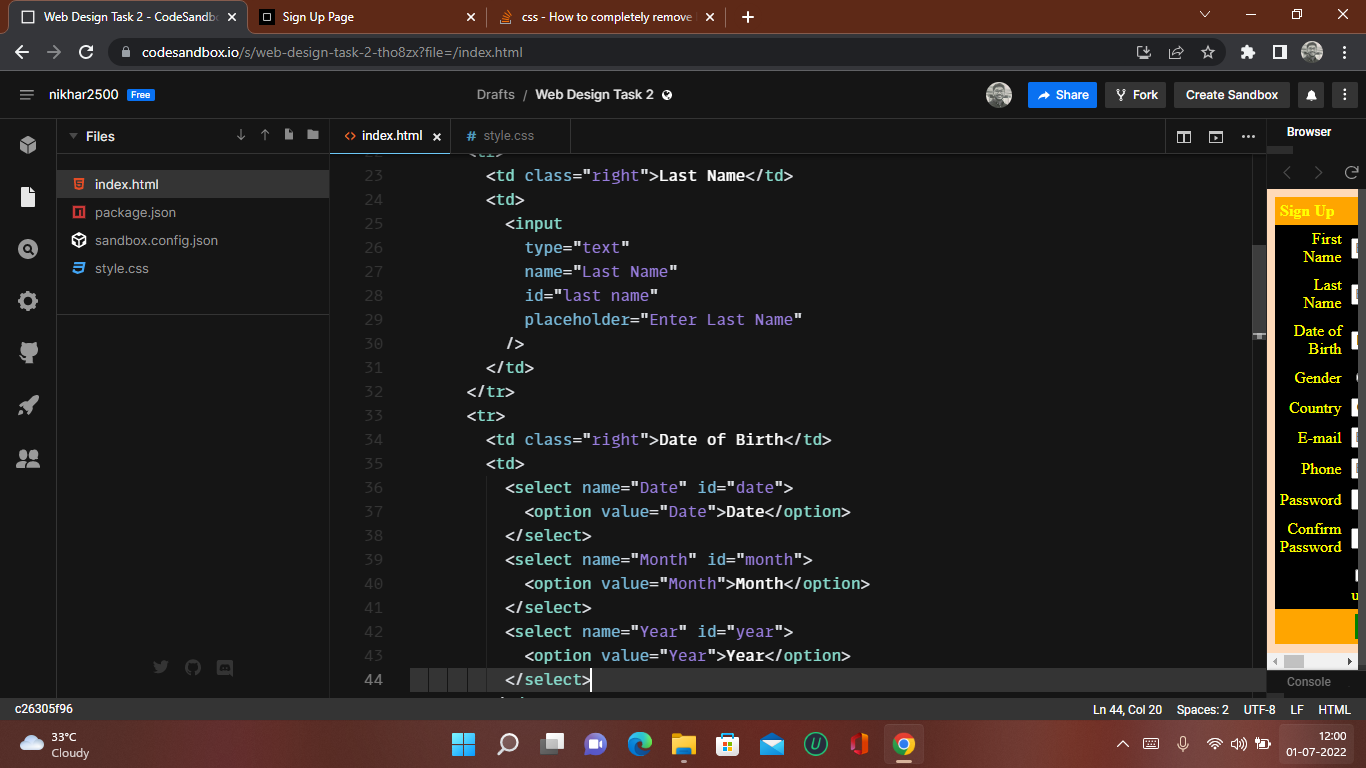 Web Design Task 2 - CodeSandbo
Sign Up Page
css - How to completely remove
codesandbox.io/s/web-design-task-2-tho8zx?file=/index.html
nikhar2500 Free
Drafts / Web Design Task 2
Share
Fork
Create Sandbox
Files
index.html
package.json
sandbox.config.json
style.css
index.html
style.css
22 <tr>
23 <td class="right">Last Name</td>
24 <td>
25 <input
26 type="text"
27 name="Last Name"
28 id="last name"
29 placeholder="Enter Last Name"
30 />
31 </td>
32 </tr>
33 <tr>
34 <td class="right">Date of Birth</td>
35 <td>
36 <select name="Date" id="date">
37 <option value="Date">Date</option>
38 </select>
39 <select name="Month" id="month">
40 <option value="Month">Month</option>
41 </select>
42 <select name="Year" id="year">
43 <option value="Year">Year</option>
44 </select>
Browser
Sign Up
First
Name
Last
Name
Date of
Birth
Gender
Country
E-mail
Phone
Password
Confirm
Password
u
Console
c26305f96
Ln 44, Col 20 Spaces: 2 UTF-8 LF HTML
33°C
Cloudy
12:00
01-07-2022